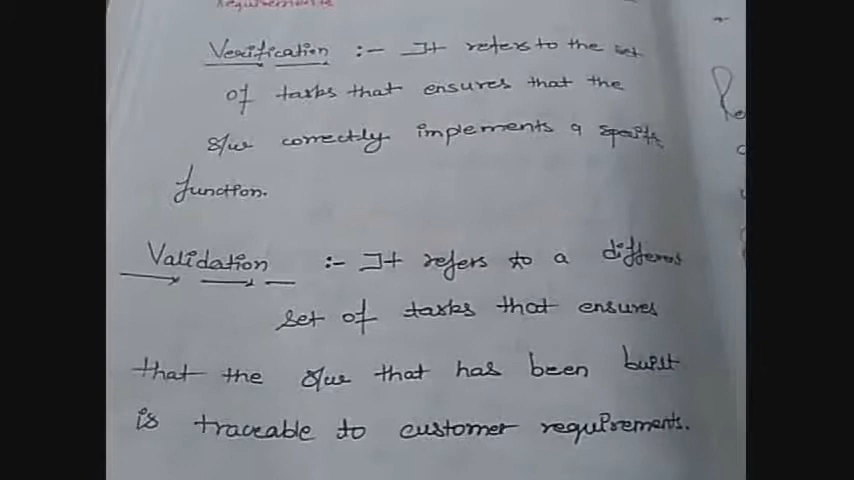 Requirements
Verification :- It refers to the set
of tasks that ensures that the
s/w correctly implements a specific
function.
Validation :- It refers to a different
set of tasks that ensures
that the s/w that has been built
is traceable to customer requirements.